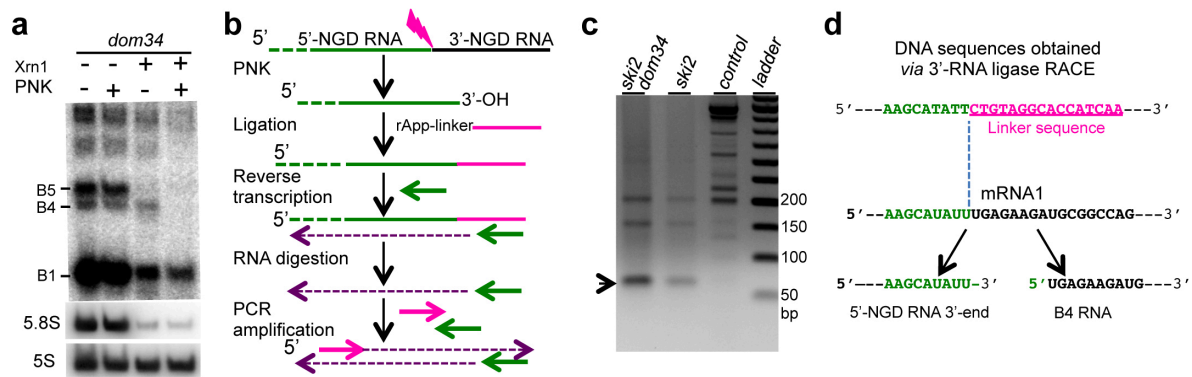 a
dom34
Xrn1 - - + +
PNK - + - +
B5
B4
B1
5.8S
5S
b
5’ 5’-NGD RNA 3’-NGD RNA
PNK
5’ 3’-OH
Ligation rApp-linker
5’
Reverse
transcription
5’
RNA digestion
PCR
amplification
5’
c
ski2
dom34
ski2
control
ladder
200
150
100
50
bp
d
DNA sequences obtained
via 3’-RNA ligase RACE
5’---AAGCATATTCTGTAGGCACCATCAA---3’
Linker sequence
mRNA1
5’---AAGCAUAUUUGAGAAGAUGCGGCCAG---3’
5’---AAGCAUAUU-3’ 5’UGAGAAGAUG---3’
5’-NGD RNA 3’-end B4 RNA